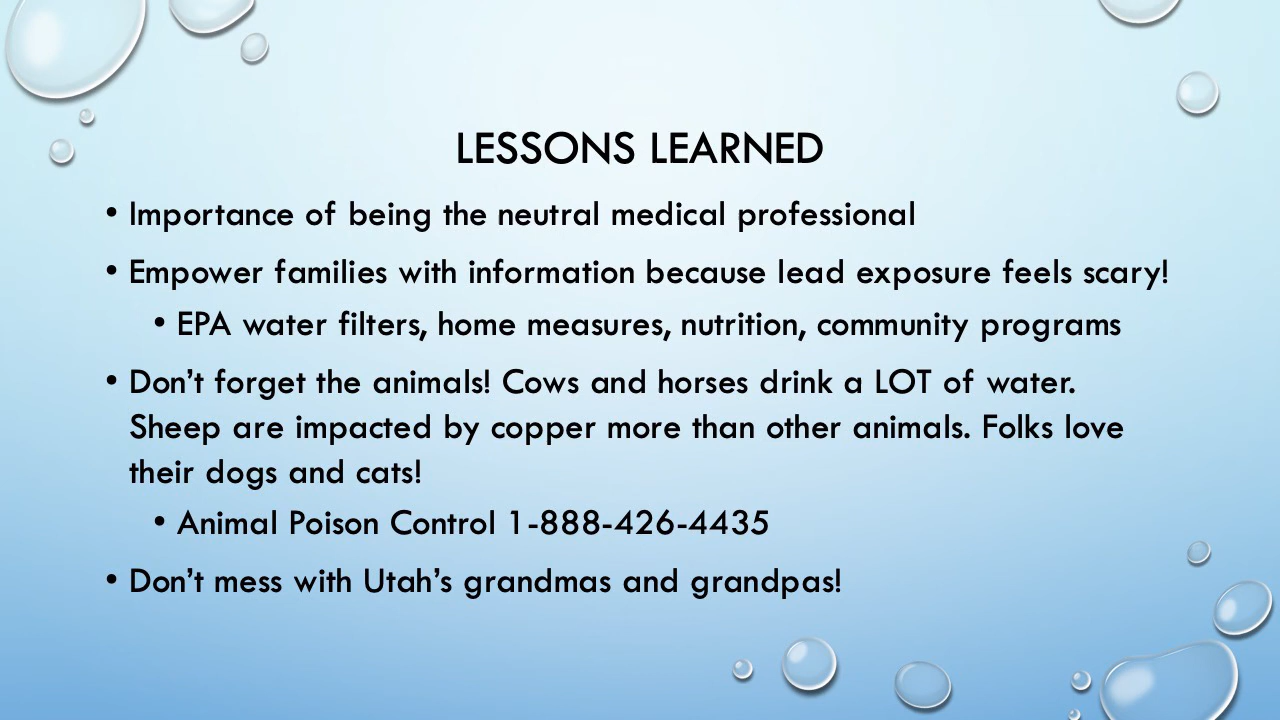 LESSONS LEARNED
• Importance of being the neutral medical professional
• Empower families with information because lead exposure feels scary!
• EPA water filters, home measures, nutrition, community programs
• Don’t forget the animals! Cows and horses drink a LOT of water.
Sheep are impacted by copper more than other animals. Folks love
their dogs and cats!
• Animal Poison Control 1-888-426-4435
• Don’t mess with Utah’s grandmas and grandpas!